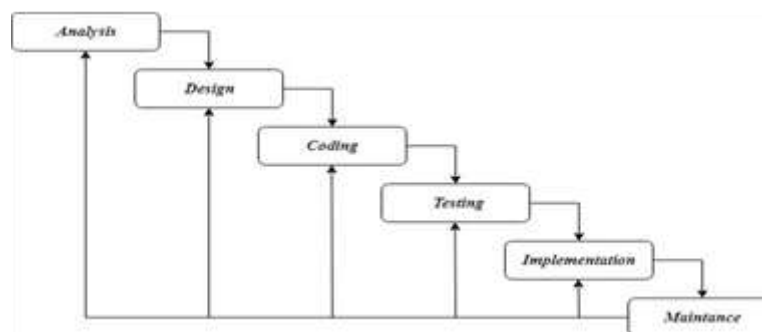 Analysis
Design
Coding
Testing
Implementation
Maintance